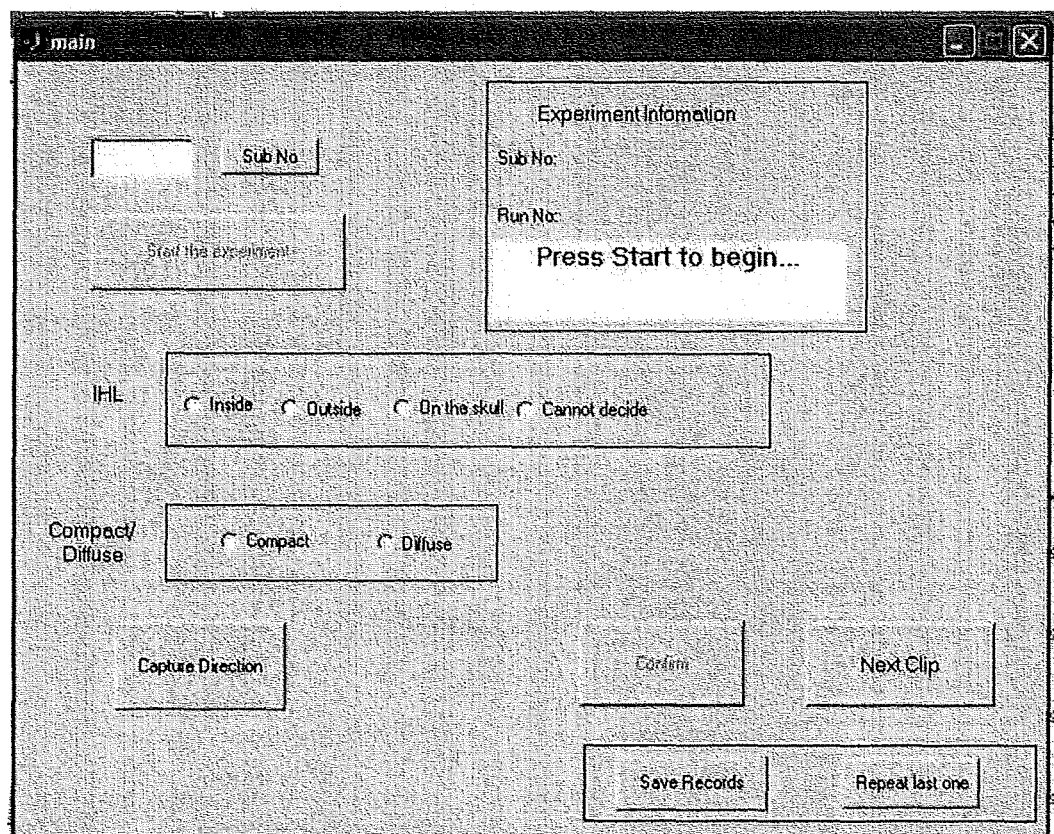 main
Experiment Infomation
Sub No
Sub No:
Run No:
Start the experiment
Press Start to begin...
IHL
Inside Outside On the skull Cannot decide
Compact/
Diffuse
Compact Diffuse
Capture Direction
Confirm
Next Clip
Save Records
Repeat last one